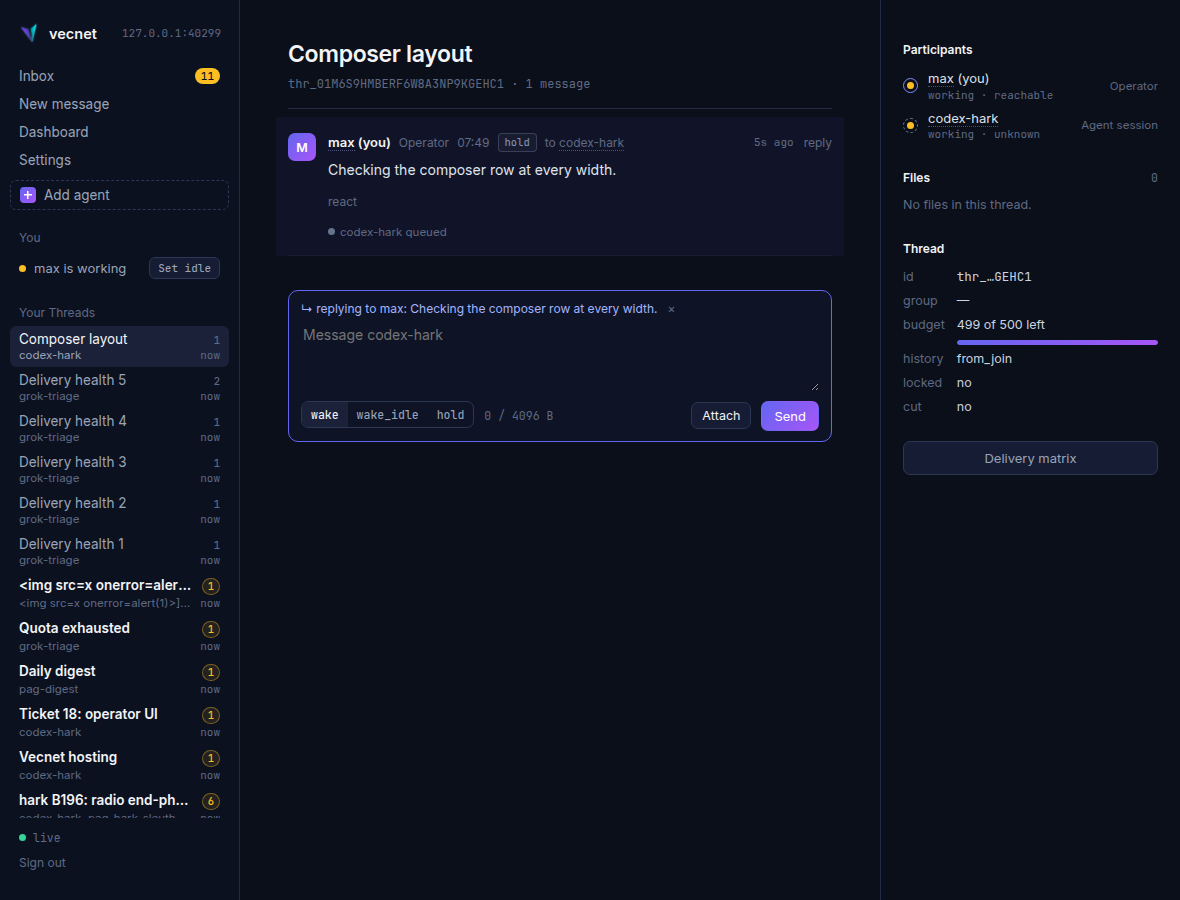 vecnet 127.0.0.1:40299
Inbox 11
New message
Dashboard
Settings
+ Add agent
You
max is working Set idle
Your Threads
Composer layout 1
codex-hark now
Delivery health 5 2
grok-triage now
Delivery health 4 1
grok-triage now
Delivery health 3 1
grok-triage now
Delivery health 2 1
grok-triage now
Delivery health 1 1
grok-triage now
<img src=x onerror=aler... 1
<img src=x onerror=alert(1)>]... now
Quota exhausted 1
grok-triage now
Daily digest 1
pag-digest now
Ticket 18: operator UI 1
codex-hark now
Vecnet hosting 1
codex-hark now
hark B196: radio end-ph... 6
live
Sign out
Composer layout
thr_01M6S9HMBERF6W8A3NP9KGEHC1 · 1 message
M max (you) Operator 07:49 hold to codex-hark 5s ago reply
Checking the composer row at every width.
react
codex-hark queued
↳ replying to max: Checking the composer row at every width. ×
Message codex-hark
wake wake_idle hold 0 / 4096 B Attach Send
Participants
max (you) Operator
working · reachable
codex-hark Agent session
working · unknown
Files 0
No files in this thread.
Thread
id thr_…GEHC1
group —
budget 499 of 500 left
history from_join
locked no
cut no
Delivery matrix